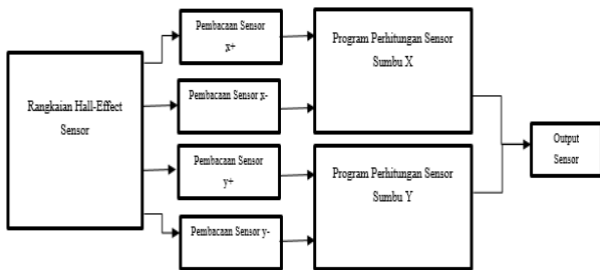 Rangkaian Hall-Effect
Sensor
Pembacaan Sensor
x+
Pembacaan Sensor x-
Pembacaan Sensor
y+
Pembacaan Sensor y-
Program Perhitungan Sensor
Sumbu X
Program Perhitungan Sensor
Sumbu Y
Output
Sensor